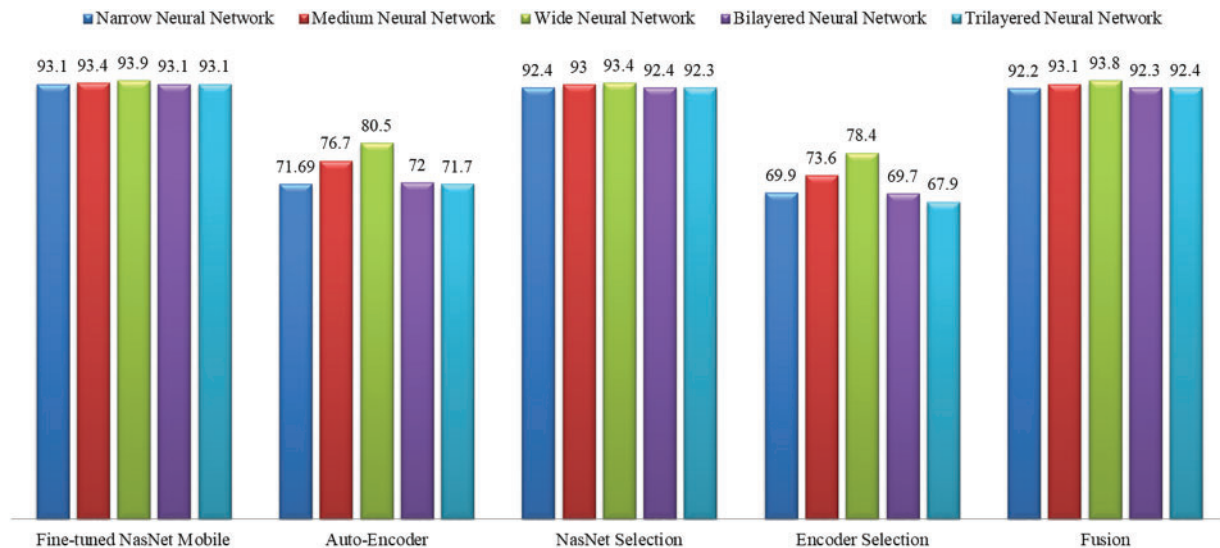 Narrow Neural Network Medium Neural Network Wide Neural Network Bilayered Neural Network Trilayered Neural Network
93.1 93.4 93.9 93.1 93.1
71.69 76.7 80.5 72 71.7
92.4 93 93.4 92.4 92.3
69.9 73.6 78.4 69.7 67.9
92.2 93.1 93.8 92.3 92.4
Fine-tuned NasNet Mobile Auto-Encoder NasNet Selection Encoder Selection Fusion